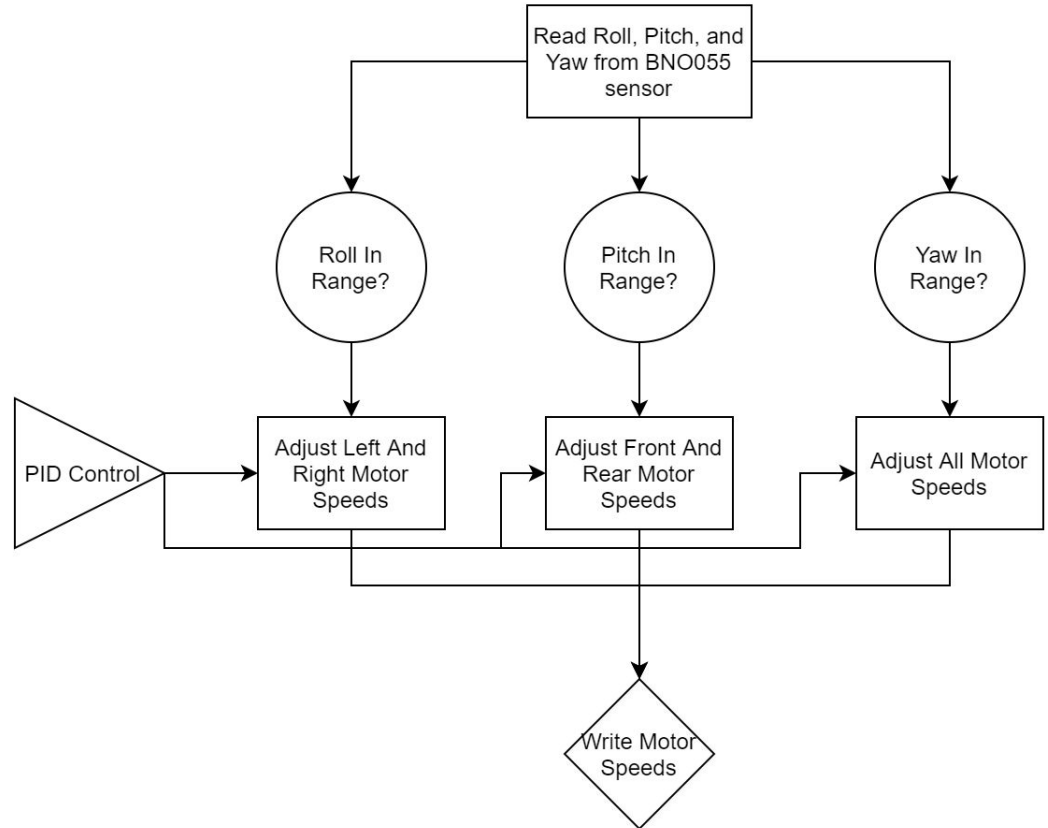 Read Roll, Pitch, and
Yaw from BNO055
sensor
Roll In
Range?
Pitch In
Range?
Yaw In
Range?
PID Control
Adjust Left And
Right Motor
Speeds
Adjust Front And
Rear Motor
Speeds
Adjust All Motor
Speeds
Write Motor
Speeds